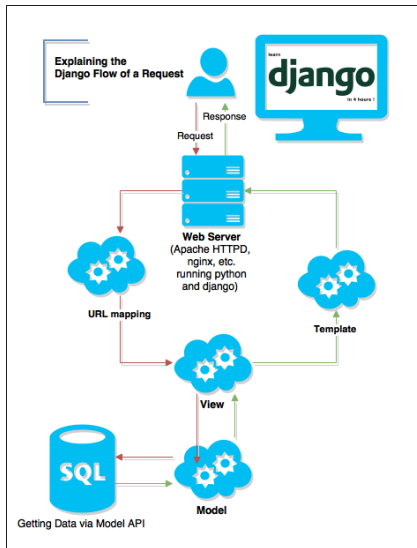 Explaining the
Django Flow of a Request
learn
django
in 4 hours !
Response
Request
Web Server
(Apache HTTPD,
nginx, etc.
running python
and django)
URL mapping
Template
View
SQL
Model
Getting Data via Model API